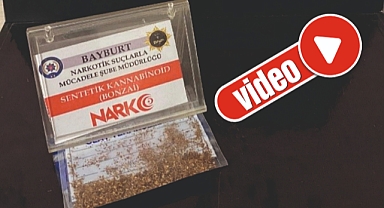 BAYBURT
NARKOTİK SUÇLARLA
MÜCADELE ŞUBE MÜDÜRLÜĞÜ
SENTETİK KANNABİNOİD
(BONZAİ)
NARKO
video